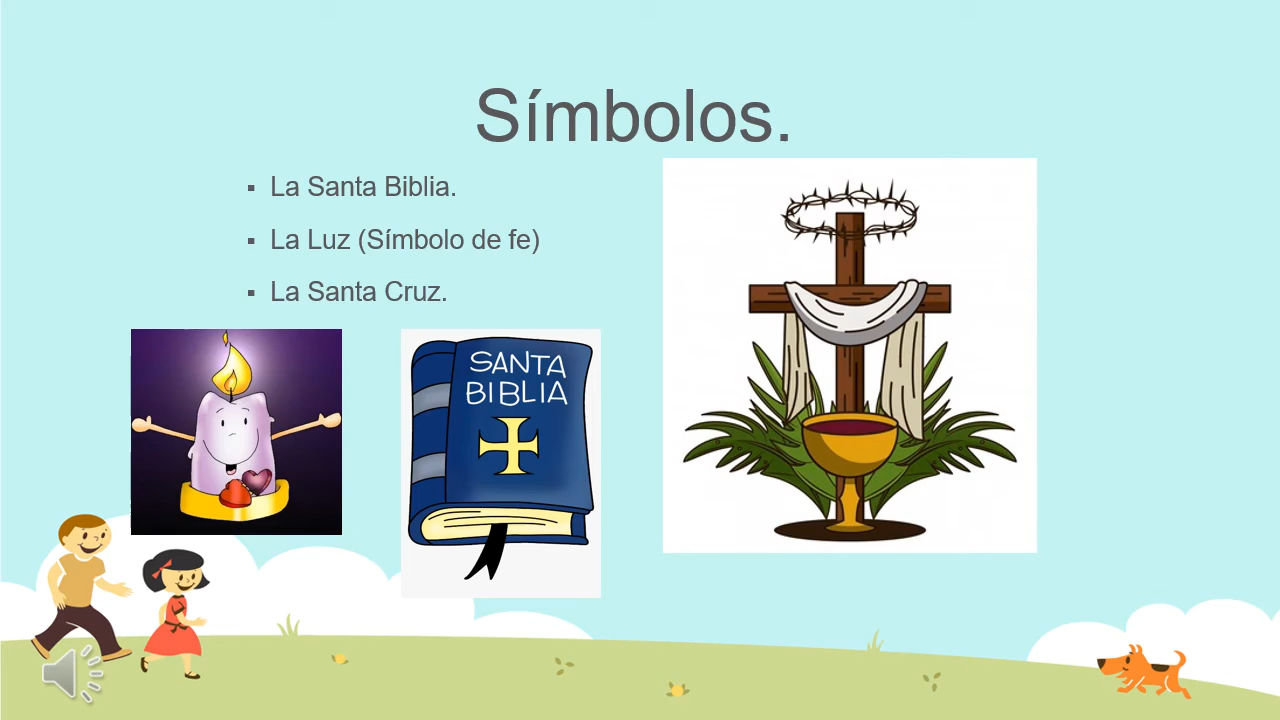 Símbolos.
▪ La Santa Biblia.
▪ La Luz (Símbolo de fe)
▪ La Santa Cruz.
SANTA
BIBLIA